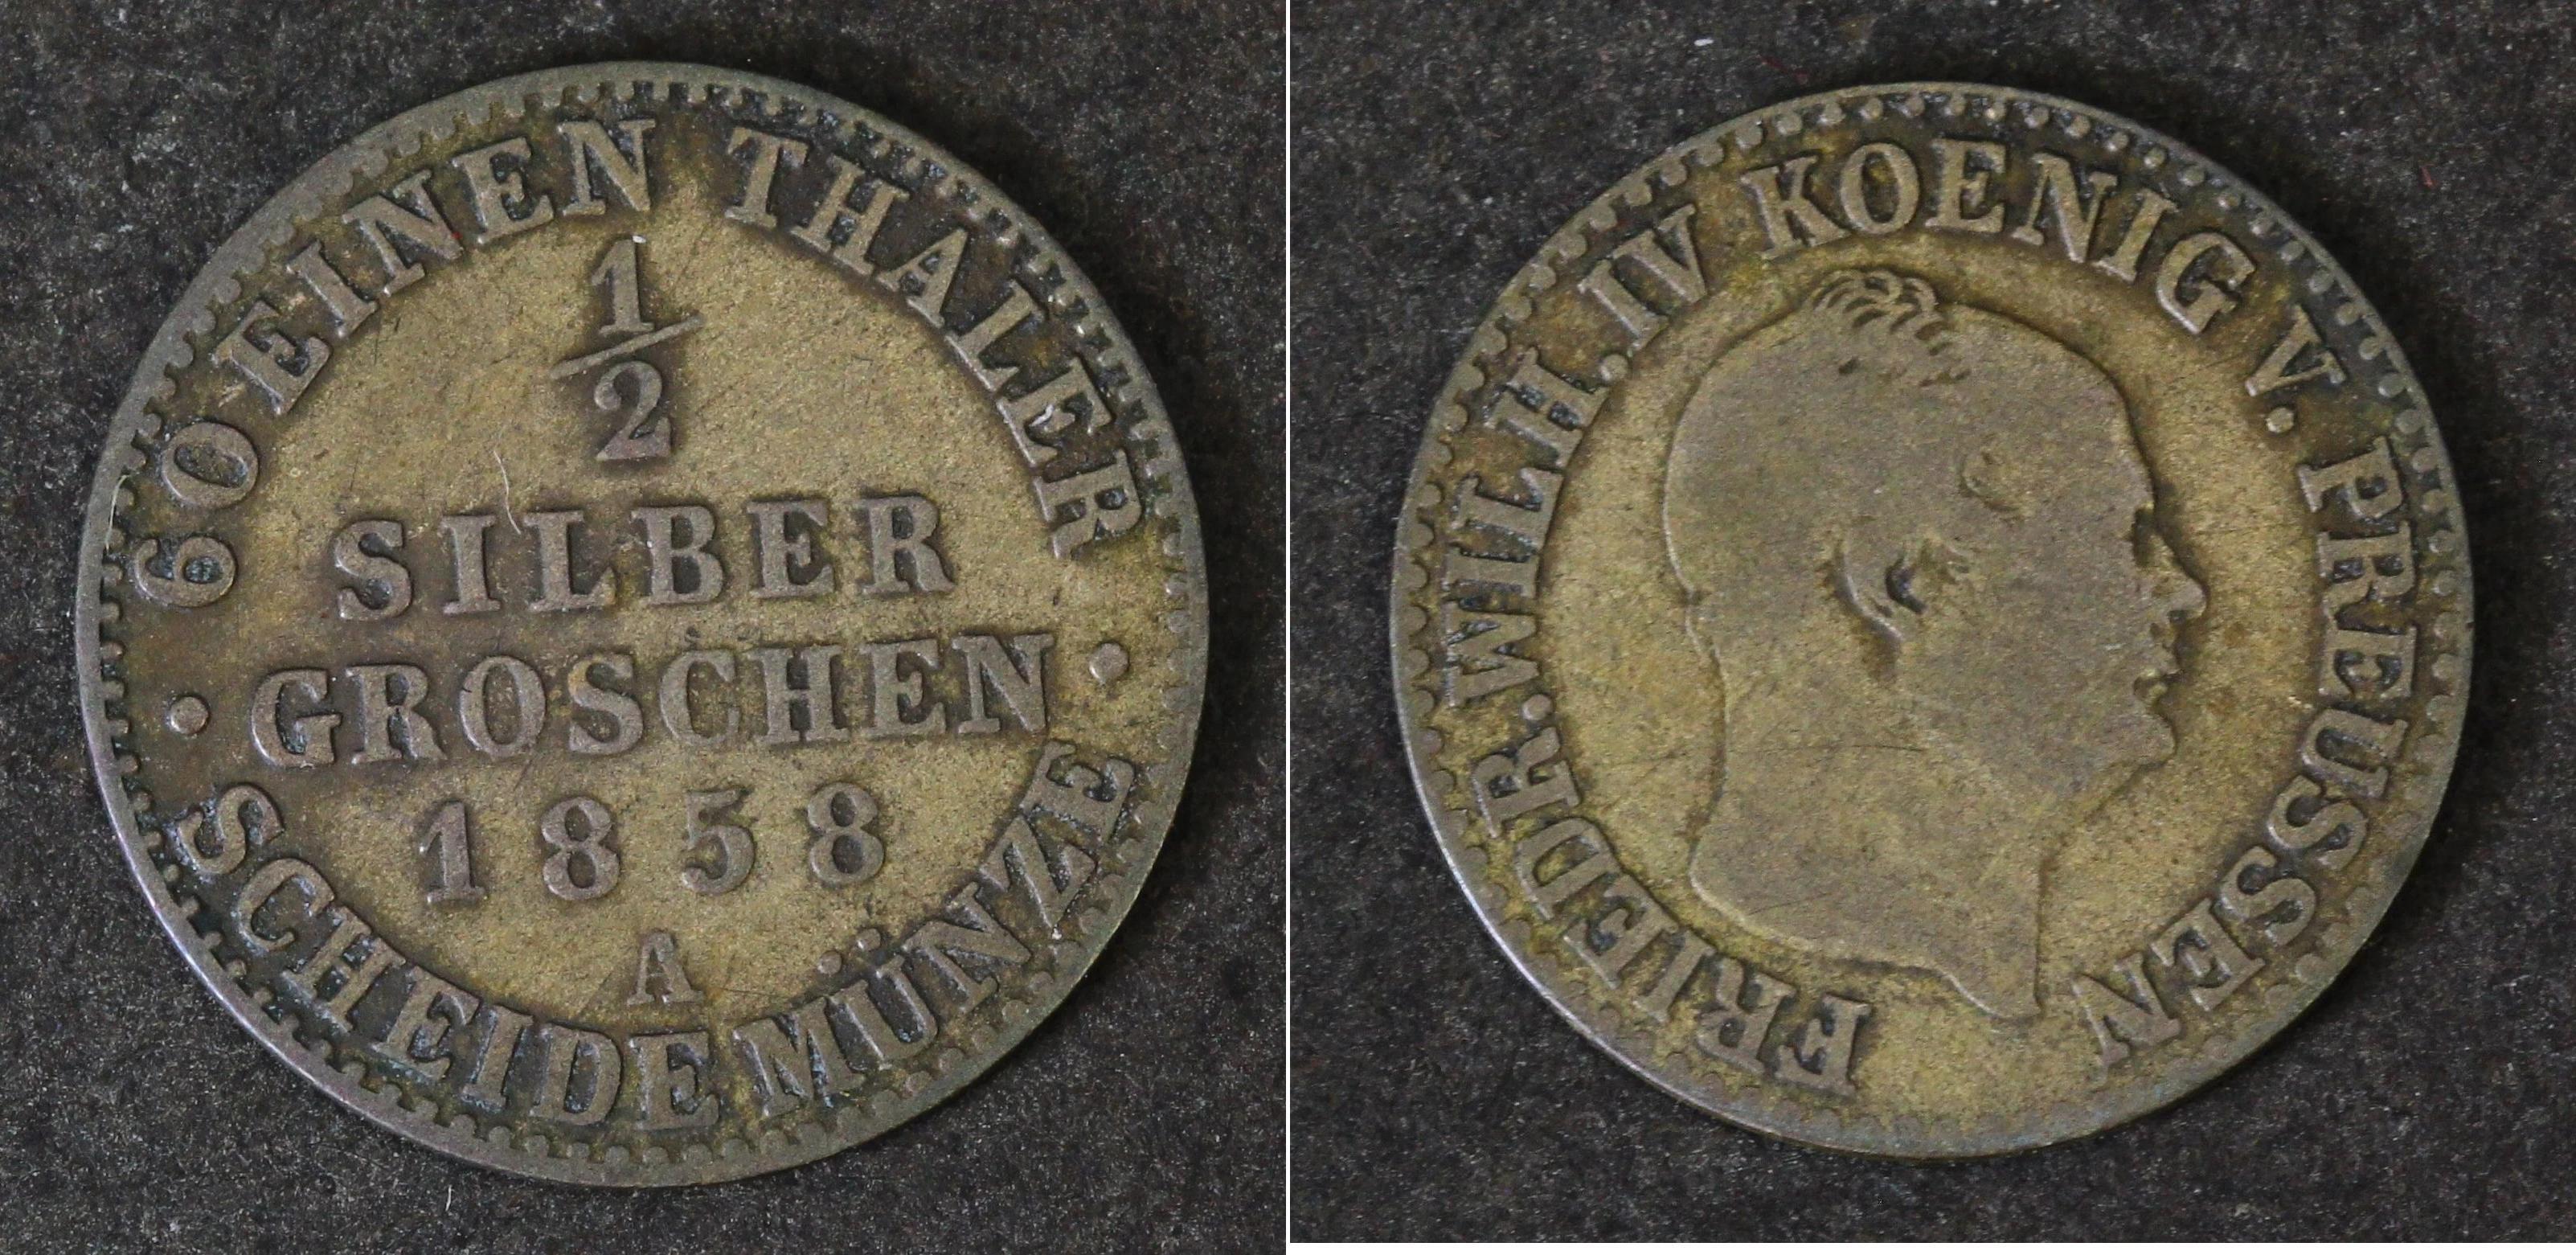 60 EINEN THALER
1/2
SILBER
GROSCHEN
1858
A
SCHEIDEMÜNZE
FRIEDR. WILH. IV KOENIG V. PREUSSEN